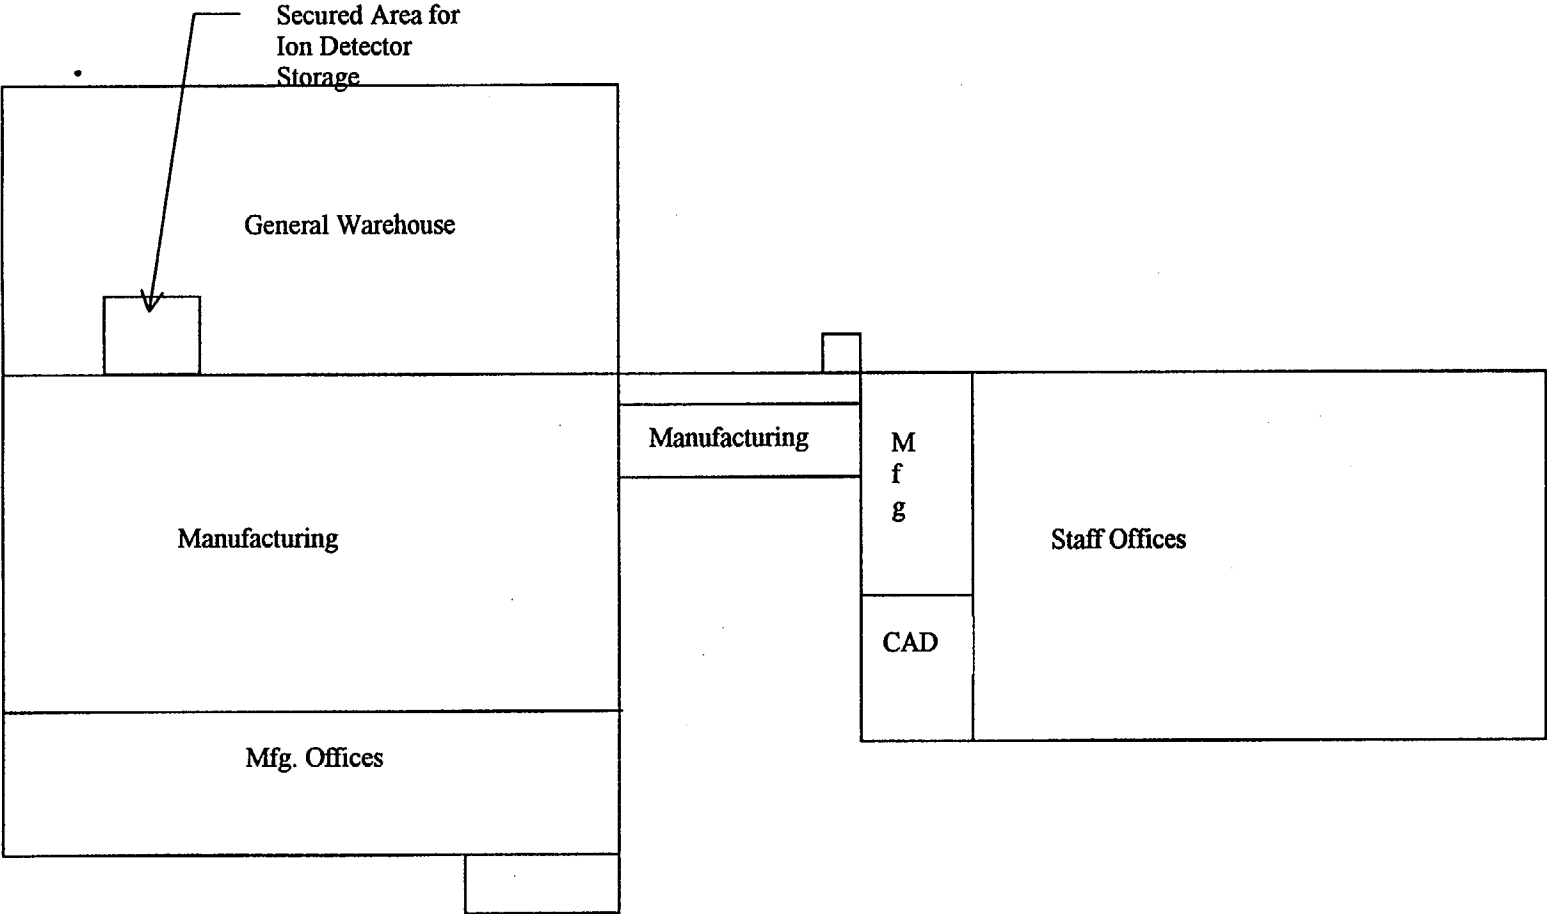 Secured Area for
Ion Detector
Storage
General Warehouse
Manufacturing
M
f
g
Manufacturing
Staff Offices
CAD
Mfg. Offices